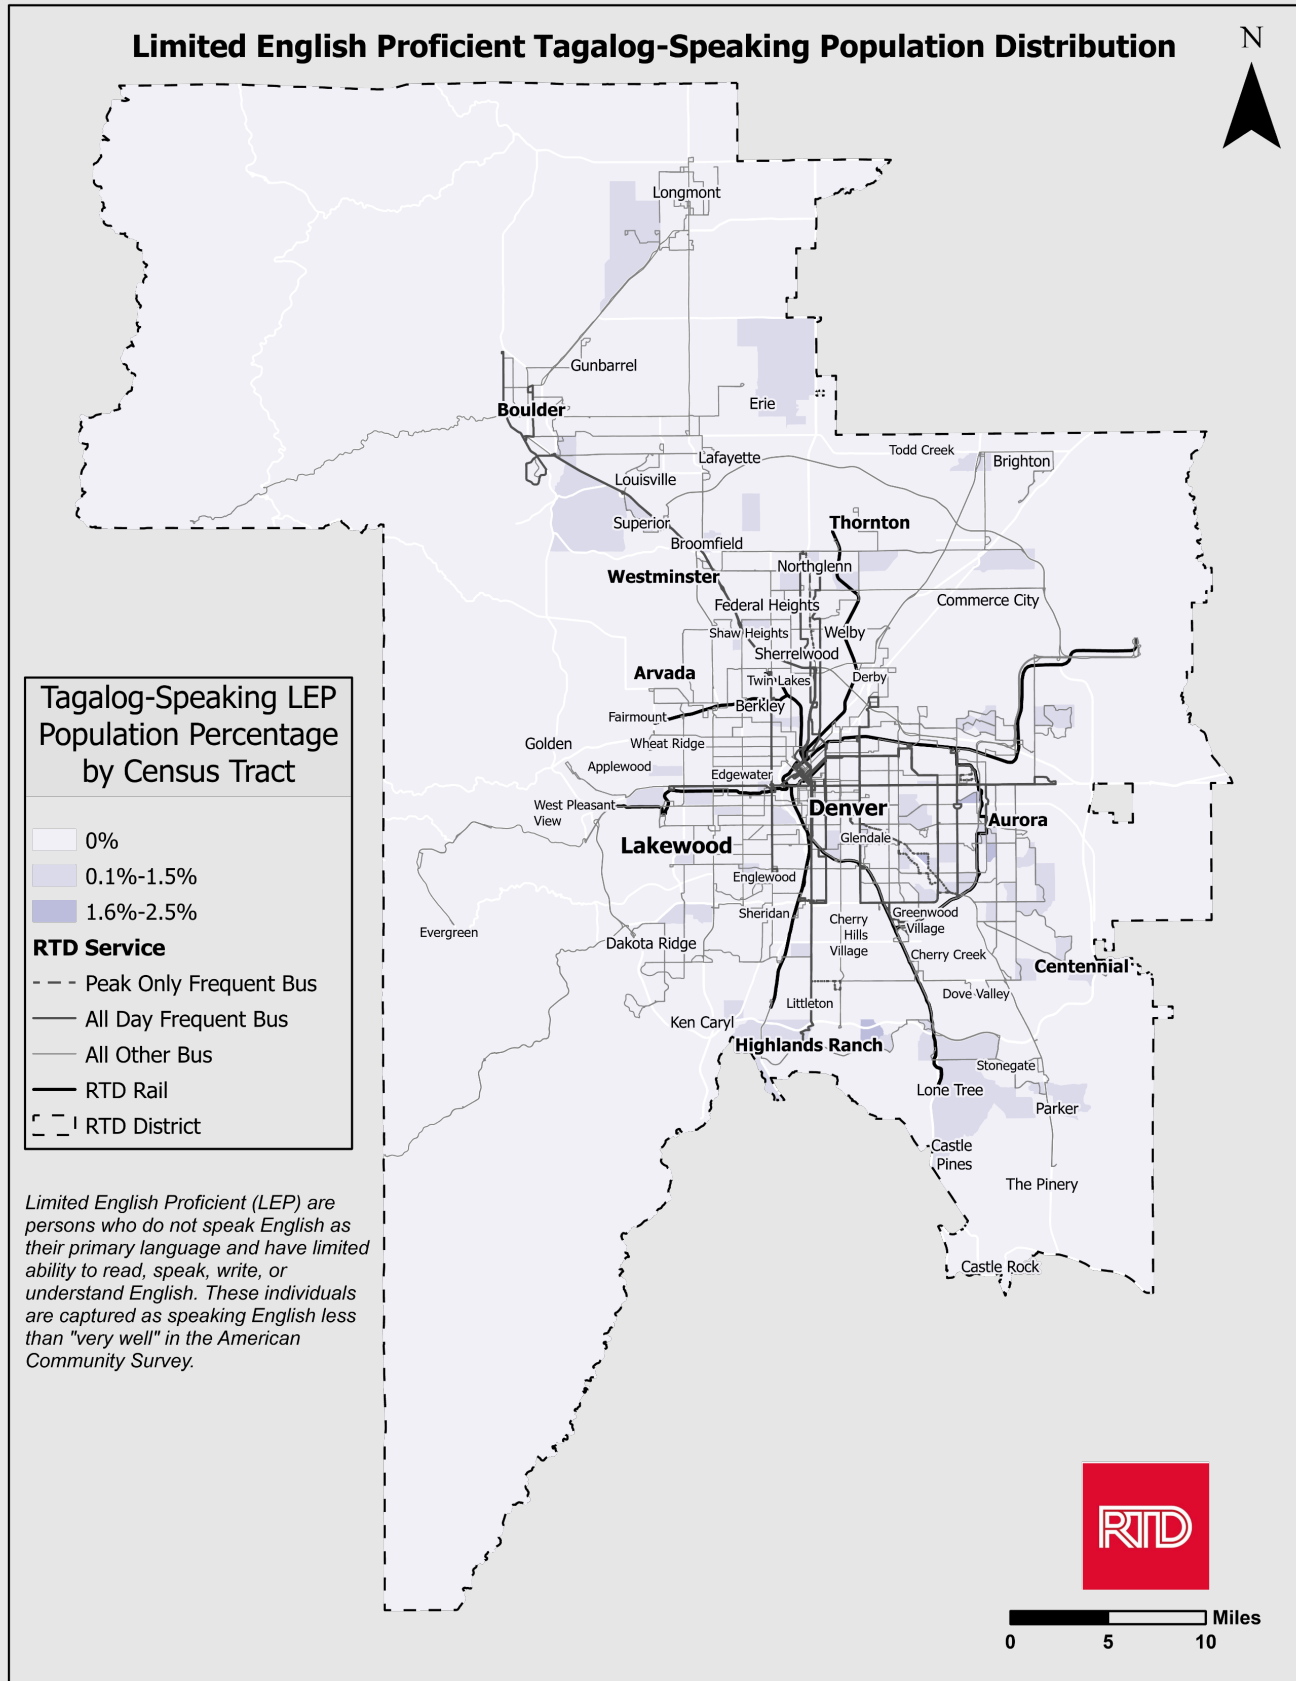 Limited English Proficient Tagalog-Speaking Population Distribution
N
Longmont
Gunbarrel
Boulder
Erie
Lafayette
Todd Creek
Brighton
Louisville
Superior
Thornton
Broomfield
Northglenn
Westminster
Federal Heights
Commerce City
Shaw Heights
Welby
Sherrelwood
Arvada
Twin Lakes
Derby
Berkley
Fairmount
Golden
Wheat Ridge
Applewood
Edgewater
West Pleasant
View
Denver
Aurora
Lakewood
Glendale
Englewood
Sheridan
Cherry
Hills
Village
Greenwood
Village
Evergreen
Dakota Ridge
Cherry Creek
Centennial
Dove Valley
Littleton
Ken Caryl
Highlands Ranch
Stonegate
Lone Tree
Parker
Castle
Pines
The Pinery
Castle Rock
Tagalog-Speaking LEP
Population Percentage
by Census Tract
0%
0.1%-1.5%
1.6%-2.5%
RTD Service
Peak Only Frequent Bus
All Day Frequent Bus
All Other Bus
RTD Rail
RTD District
Limited English Proficient (LEP) are
persons who do not speak English as
their primary language and have limited
ability to read, speak, write, or
understand English. These individuals
are captured as speaking English less
than "very well" in the American
Community Survey.
RTD
Miles
0 5 10